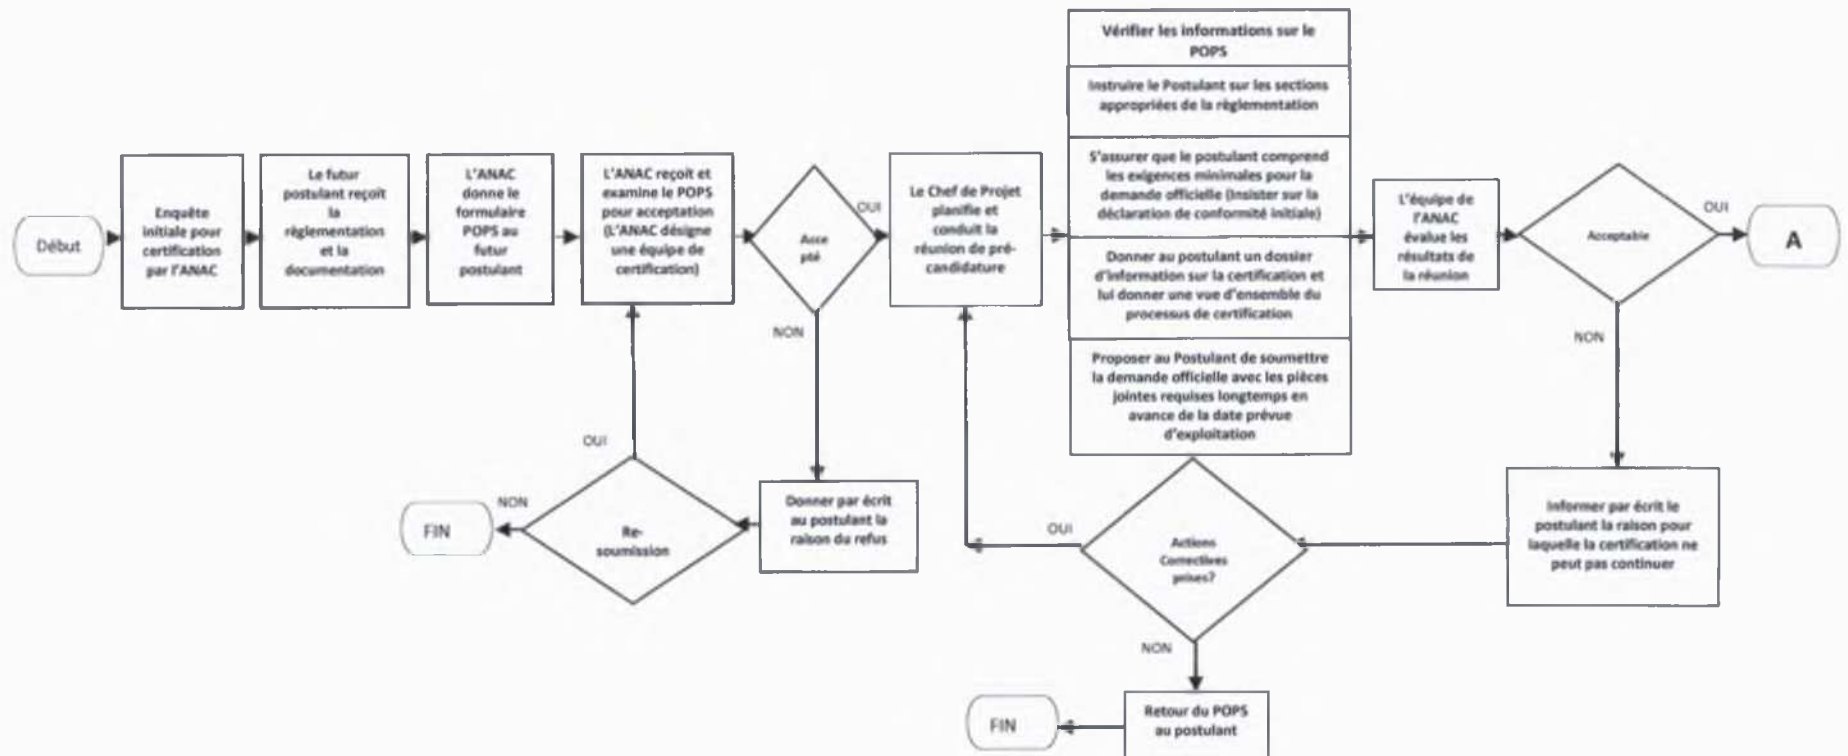 Début
Enquête
initiale pour
certification
par l'ANAC
Le futur
postulant reçoit
la
règlementation
et la
documentation
L'ANAC
donne le
formulaire
POPS au
futur
postulant
L'ANAC reçoit et
examine le POPS
pour acceptation
(L'ANAC désigne
une équipe de
certification)
Acce
pté
OUI
NON
Le Chef de Projet
planifie et
conduit la
réunion de pré-
candidature
Vérifier les informations sur le
POPS
Instruire le Postulant sur les sections
appropriées de la règlementation
S'assurer que le postulant comprend
les exigences minimales pour la
demande officielle (Insister sur la
déclaration de conformité initiale)
Donner au postulant un dossier
d'information sur la certification et
lui donner une vue d'ensemble du
processus de certification
Proposer au Postulant de soumettre
la demande officielle avec les pièces
jointes requises longtemps en
avance de la date prévue
d'exploitation
L'équipe de
l'ANAC
évalue les
résultats de
la réunion
Acceptable
OUI
A
NON
OUI
NON
FIN
Re-
soumission
Donner par écrit
au postulant la
raison du refus
OUI
Actions
Correctives
prises?
Informer par écrit le
postulant la raison pour
laquelle la certification ne
peut pas continuer
NON
FIN
Retour du POPS
au postulant